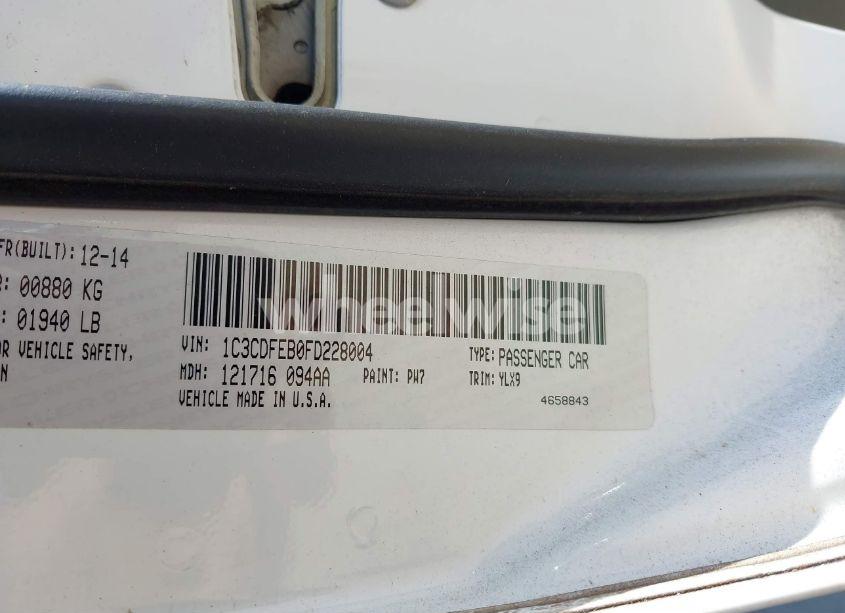 FR(BUILT): 12-14
: 00880 KG
: 01940 LB
OR VEHICLE SAFETY,
N
wheelwise
VIN: 1C3CDFEB0FD228004
TYPE: PASSENGER CAR
MDH: 121716 094AA
PAINT: PW7
TRIM: YLX9
VEHICLE MADE IN U.S.A.
4658843